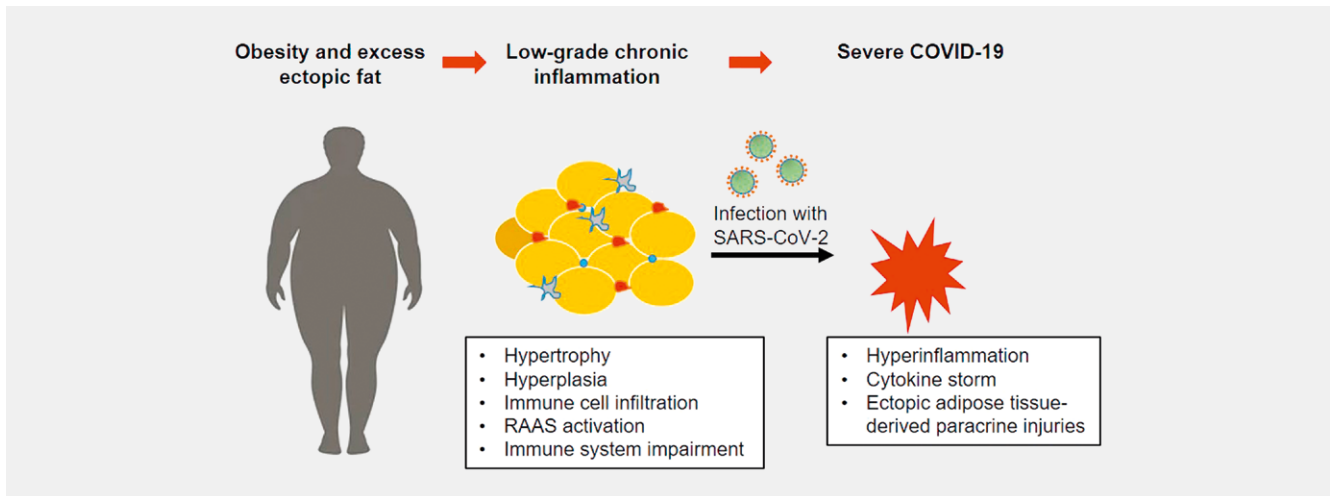 Obesity and excess
ectopic fat
Low-grade chronic
inflammation
Severe COVID-19
Infection with
SARS-CoV-2
• Hypertrophy
• Hyperplasia
• Immune cell infiltration
• RAAS activation
• Immune system impairment
• Hyperinflammation
• Cytokine storm
• Ectopic adipose tissue-
derived paracrine injuries